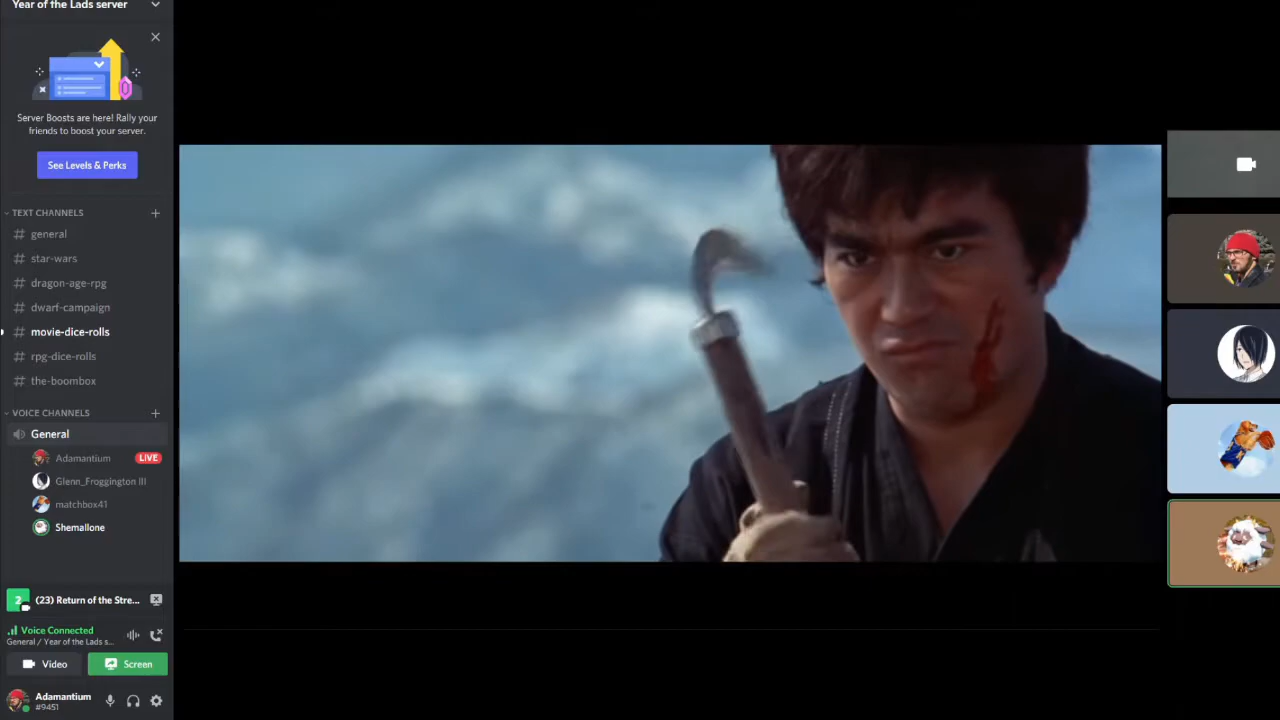 Year of the Lads server
Server Boosts are here! Rally your
friends to boost your server.
See Levels & Perks
TEXT CHANNELS
# general
# star-wars
# dragon-age-rpg
# dwarf-campaign
# movie-dice-rolls
# rpg-dice-rolls
# the-boombox
VOICE CHANNELS
General
Adamantium LIVE
Glenn_Froggington III
matchbox41
Shemallone
2 (23) Return of the Stre...
Voice Connected
General / Year of the Lads s...
Video Screen
Adamantium
#9451